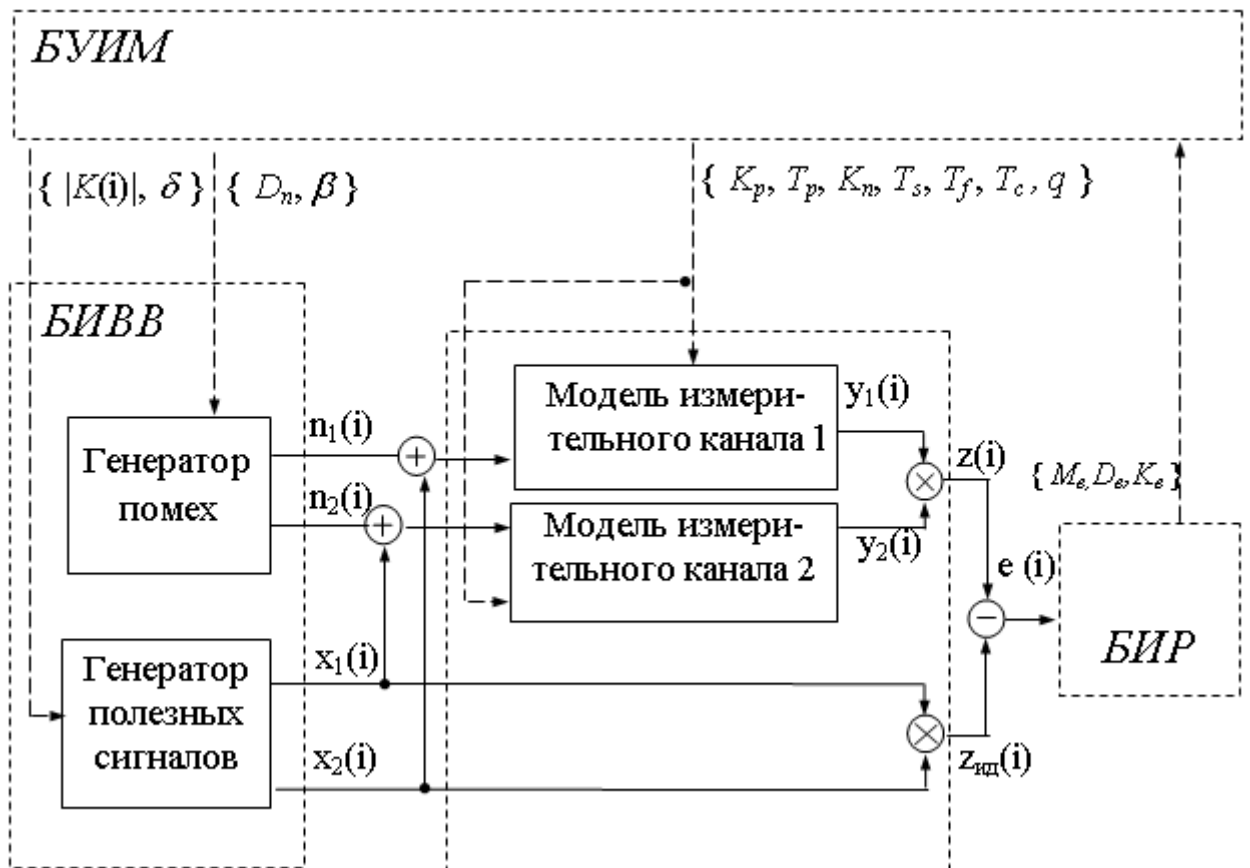 БУИМ
{ |K(i)|, δ }
{ Dn, β }
{ Kp, Tp, Kn, Ts, Tf, Tc, q }
БИВВ
Генератор
помех
n1(i)
n2(i)
+
+
Модель измери-
тельного канала 1
y1(i)
Модель измери-
тельного канала 2
y2(i)
×
z(i)
{ Me, De, Ke }
e (i)
−
БИР
Генератор
полезных
сигналов
x1(i)
x2(i)
×
zид(i)